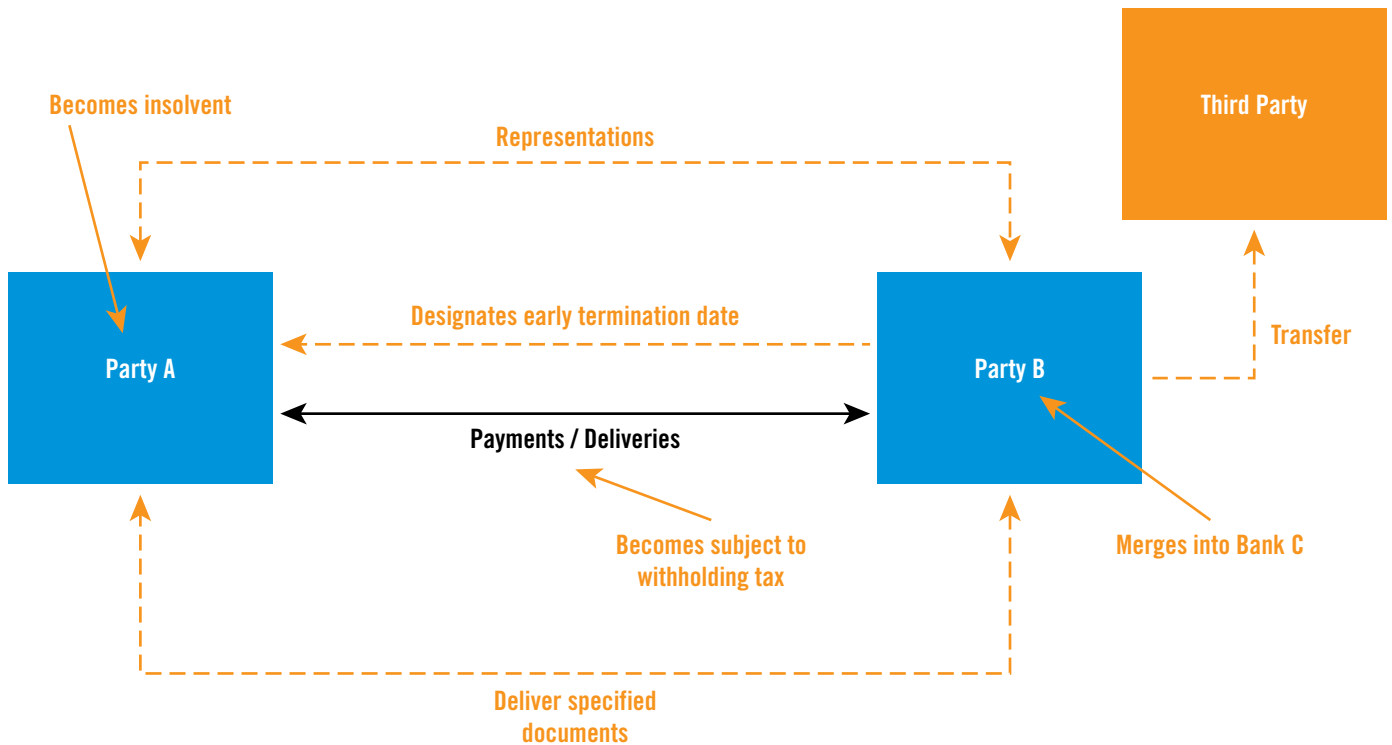 Becomes insolvent
Third Party
Representations
Designates early termination date
Transfer
Party A
Party B
Payments / Deliveries
Becomes subject to
withholding tax
Merges into Bank C
Deliver specified
documents